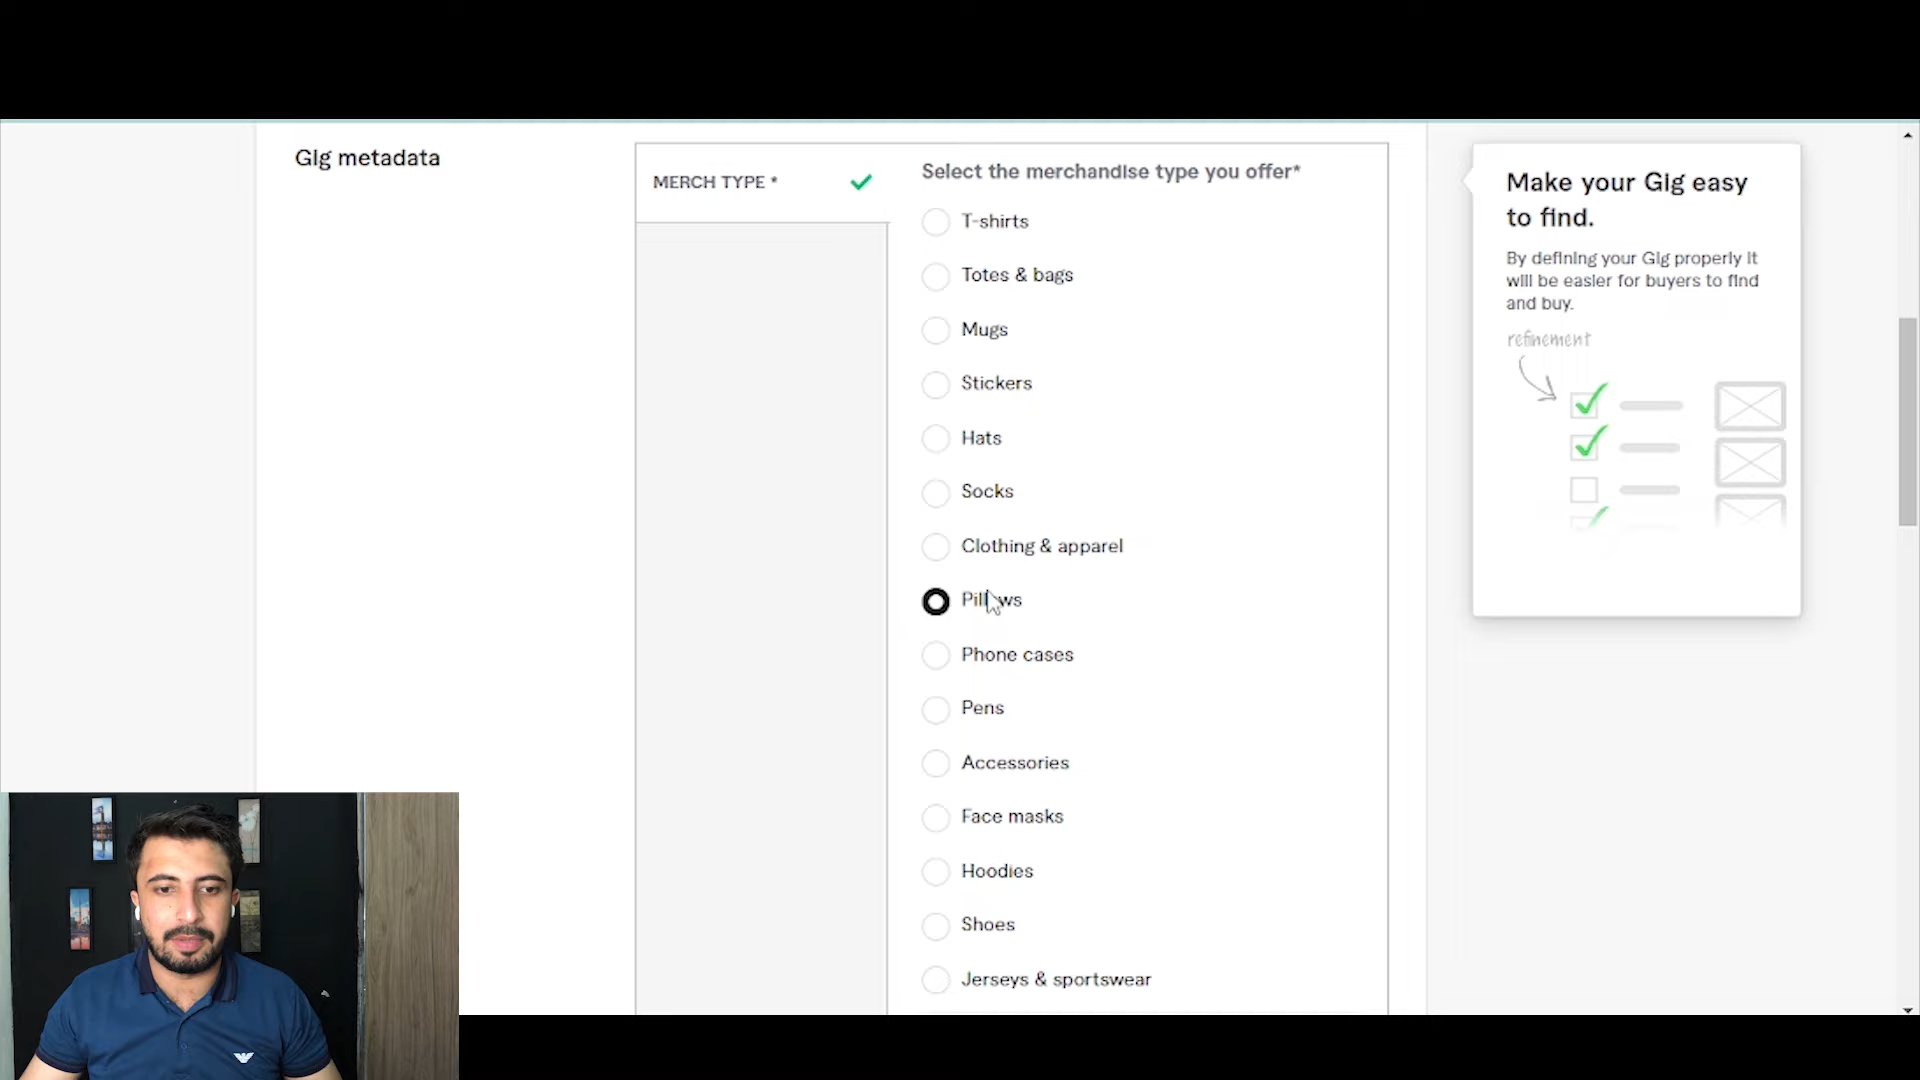 Gig metadata
MERCH TYPE *
Select the merchandise type you offer*
T-shirts
Totes & bags
Mugs
Stickers
Hats
Socks
Clothing & apparel
Pillows
Phone cases
Pens
Accessories
Face masks
Hoodies
Shoes
Jerseys & sportswear
Make your Gig easy
to find.
By defining your Gig properly it
will be easier for buyers to find
and buy.
refinement